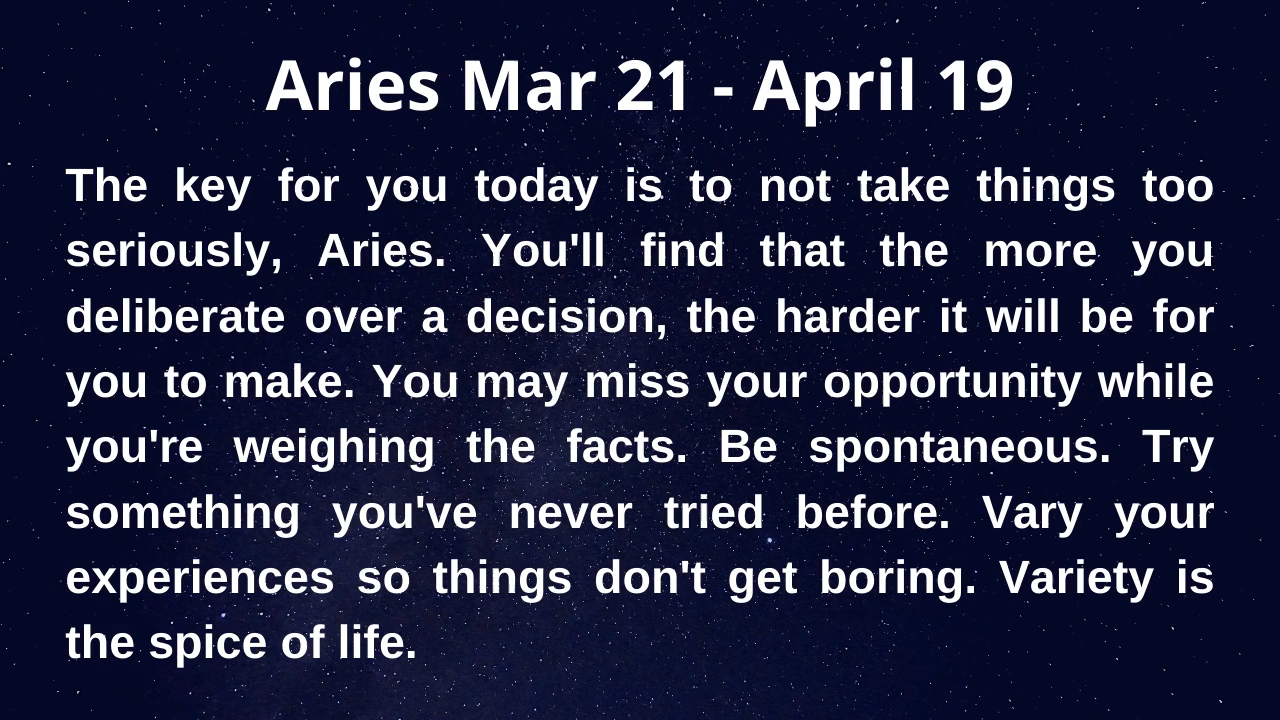 Aries Mar 21 - April 19
The key for you today is to not take things too
seriously, Aries. You'll find that the more you
deliberate over a decision, the harder it will be for
you to make. You may miss your opportunity while
you're weighing the facts. Be spontaneous. Try
something you've never tried before. Vary your
experiences so things don't get boring. Variety is
the spice of life.